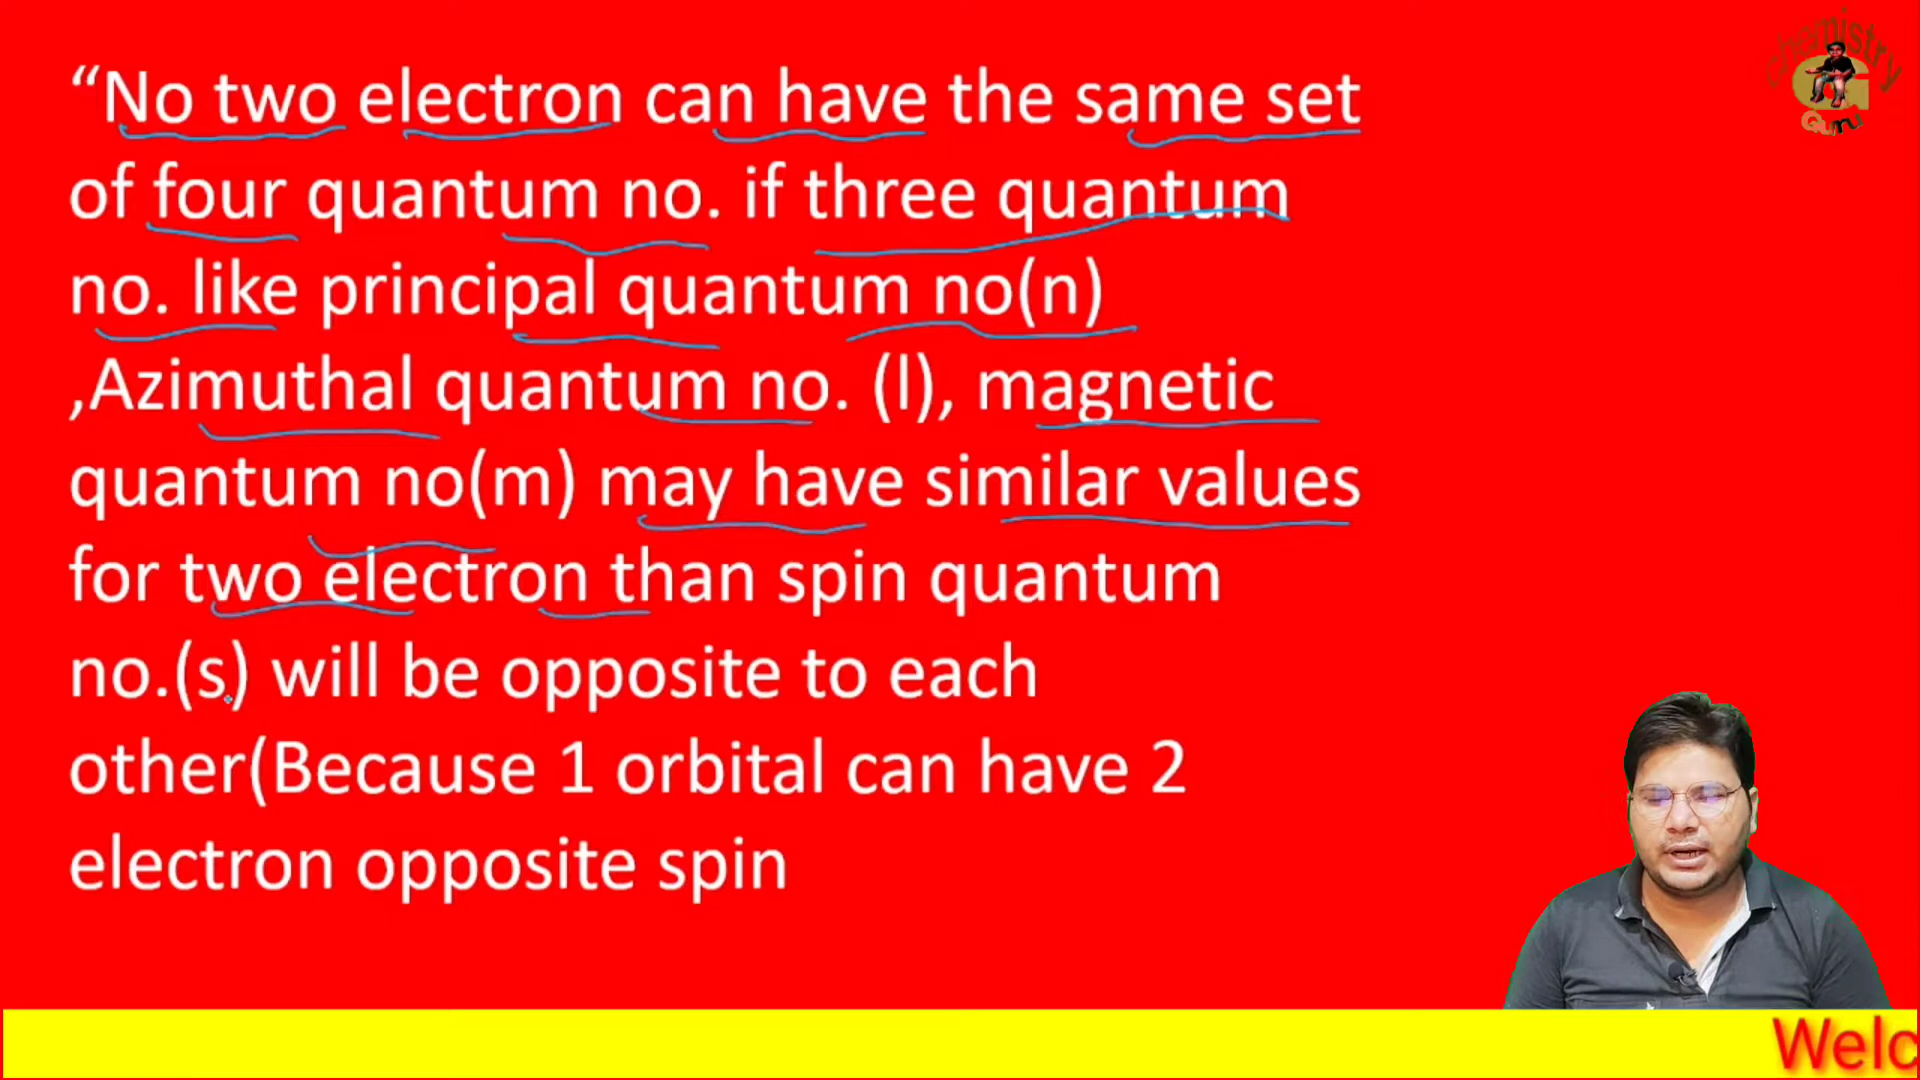 “No two electron can have the same set
of four quantum no. if three quantum
no. like principal quantum no(n)
,Azimuthal quantum no. (l), magnetic
quantum no(m) may have similar values
for two electron than spin quantum
no.(s) will be opposite to each
other(Because 1 orbital can have 2
electron opposite spin
Chemistry
G
Guru
Welc